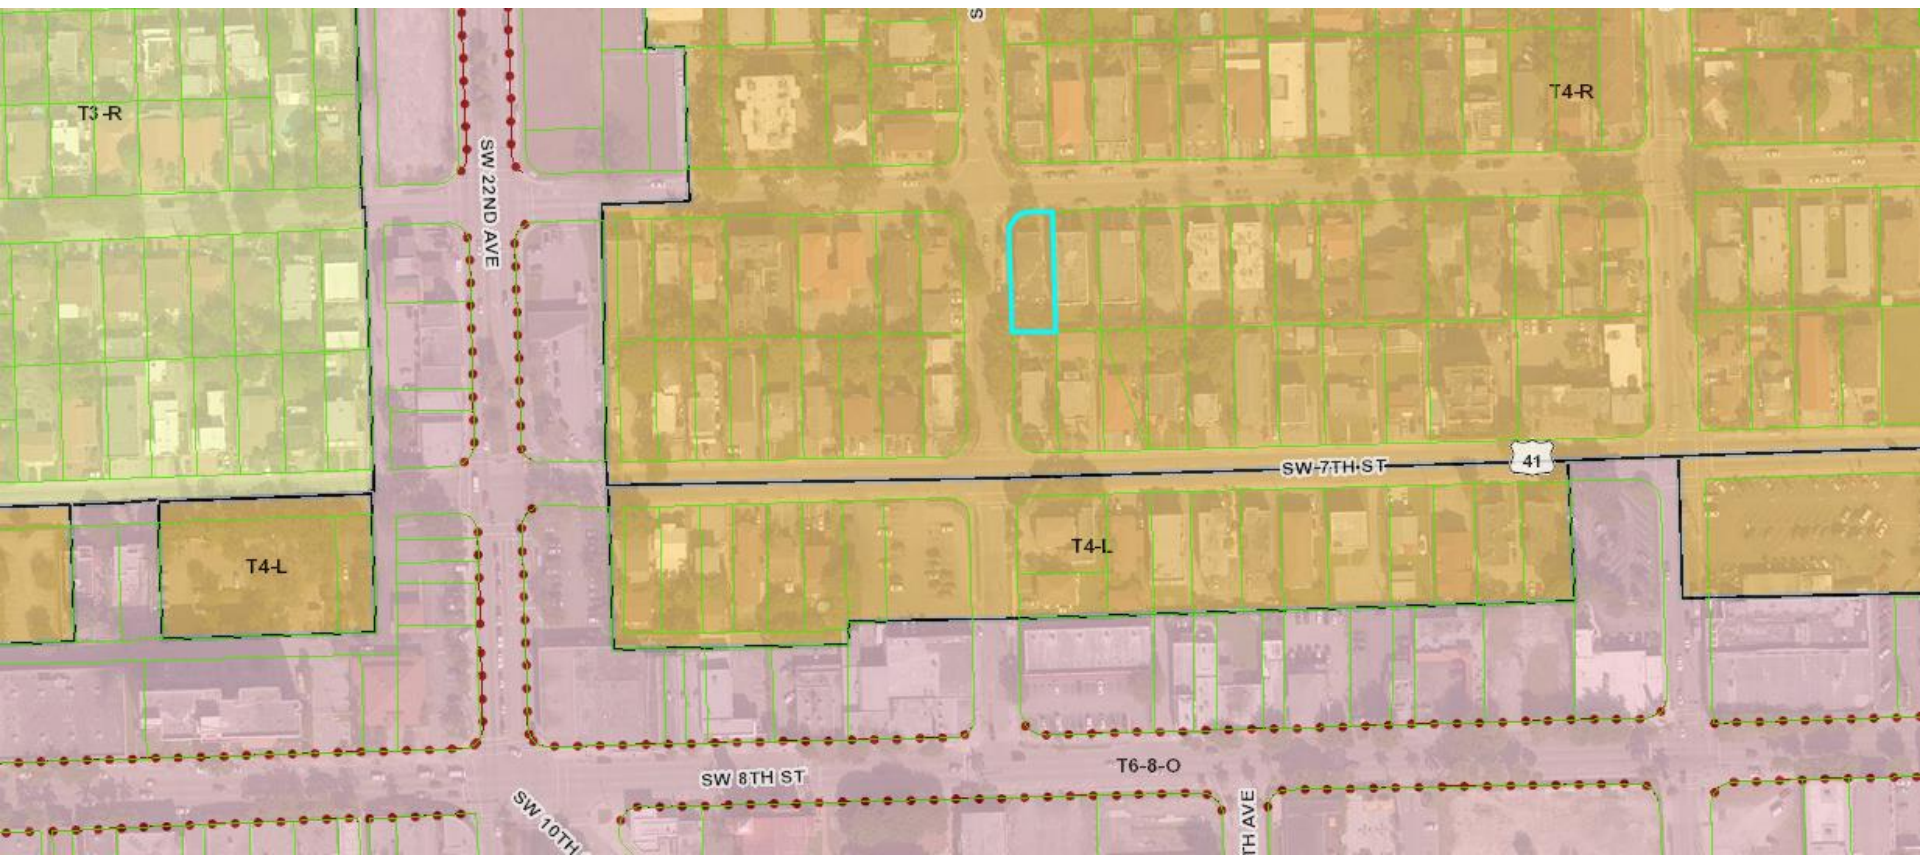 S
T3-R
T4-R
SW 22ND AVE
SW 7TH ST
41
T4-L
T4-L
T6-8-O
SW 8TH ST
SW 10TH
TH AVE